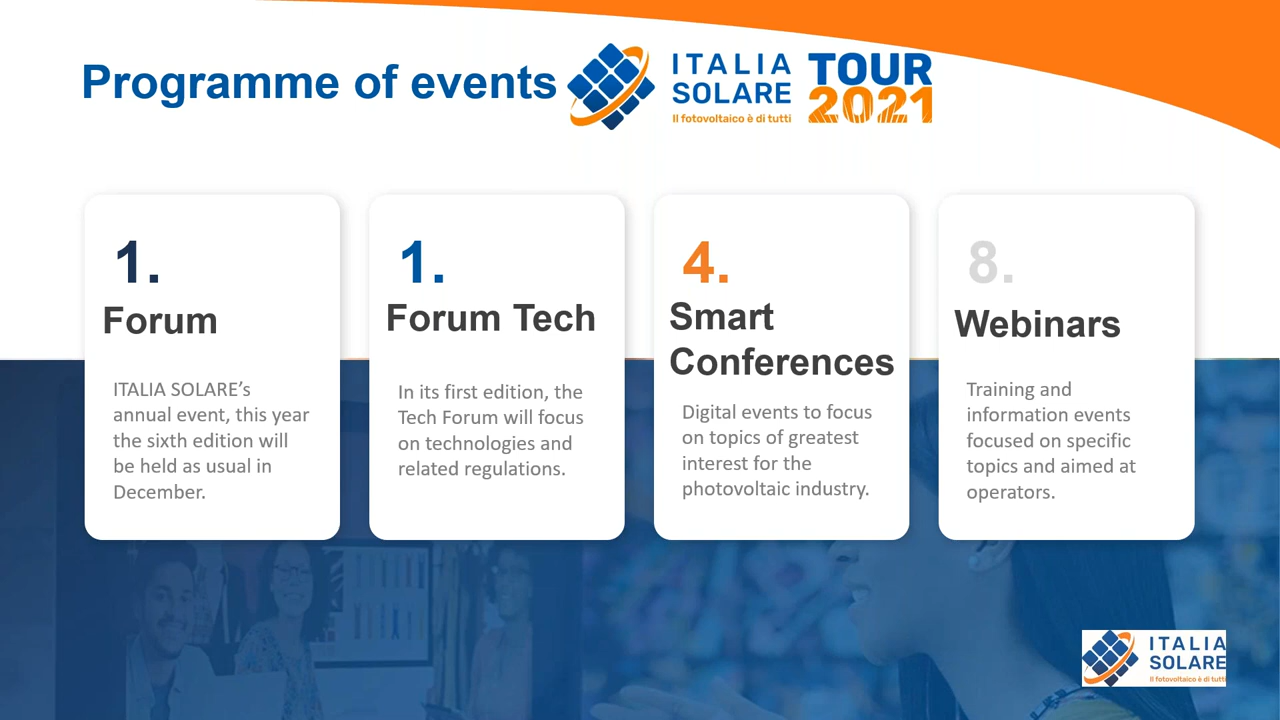 Programme of events
ITALIA
SOLARE
Il fotovoltaico è di tutti
TOUR
2021
1.
Forum
ITALIA SOLARE’s
annual event, this year
the sixth edition will
be held as usual in
December.
1.
Forum Tech
In its first edition, the
Tech Forum will focus
on technologies and
related regulations.
4.
Smart
Conferences
Digital events to focus
on topics of greatest
interest for the
photovoltaic industry.
8.
Webinars
Training and
information events
focused on specific
topics and aimed at
operators.
ITALIA
SOLARE
Il fotovoltaico è di tutti